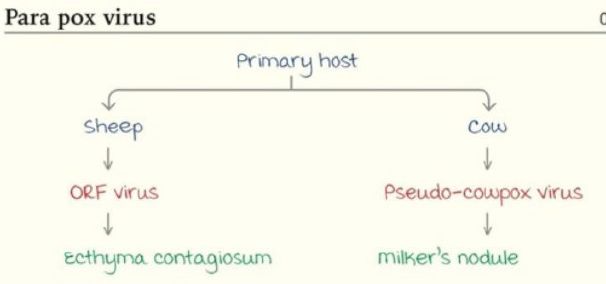 Para pox virus
Primary host
Sheep Cow
ORF virus Pseudo-cowpox virus
Ecthyma contagiosum milker's nodule